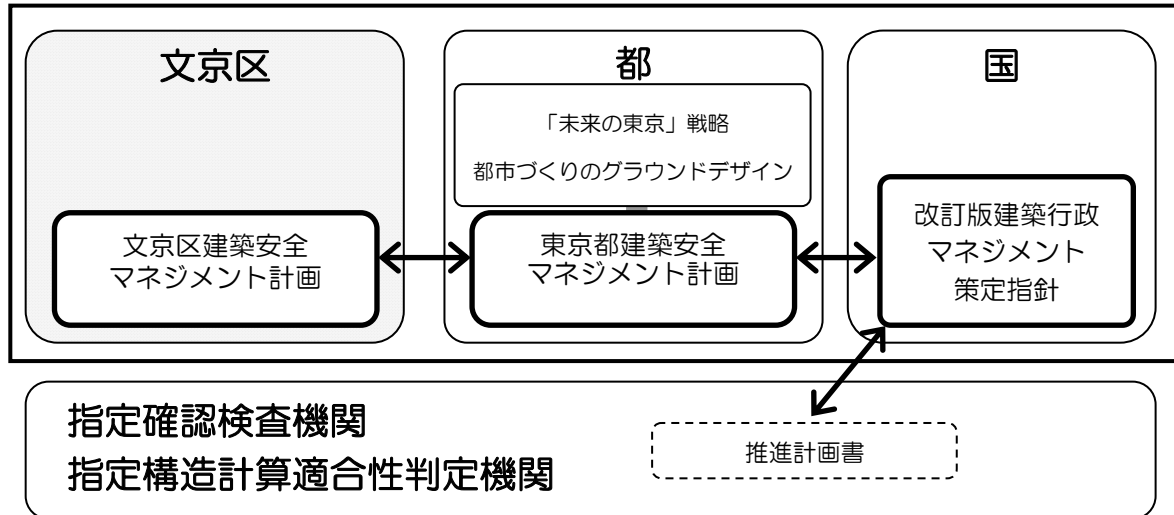 文京区
文京区建築安全
マネジメント計画
都
「未来の東京」戦略
都市づくりのグラウンドデザイン
東京都建築安全
マネジメント計画
国
改訂版建築行政
マネジメント
策定指針
指定確認検査機関
指定構造計算適合性判定機関
推進計画書